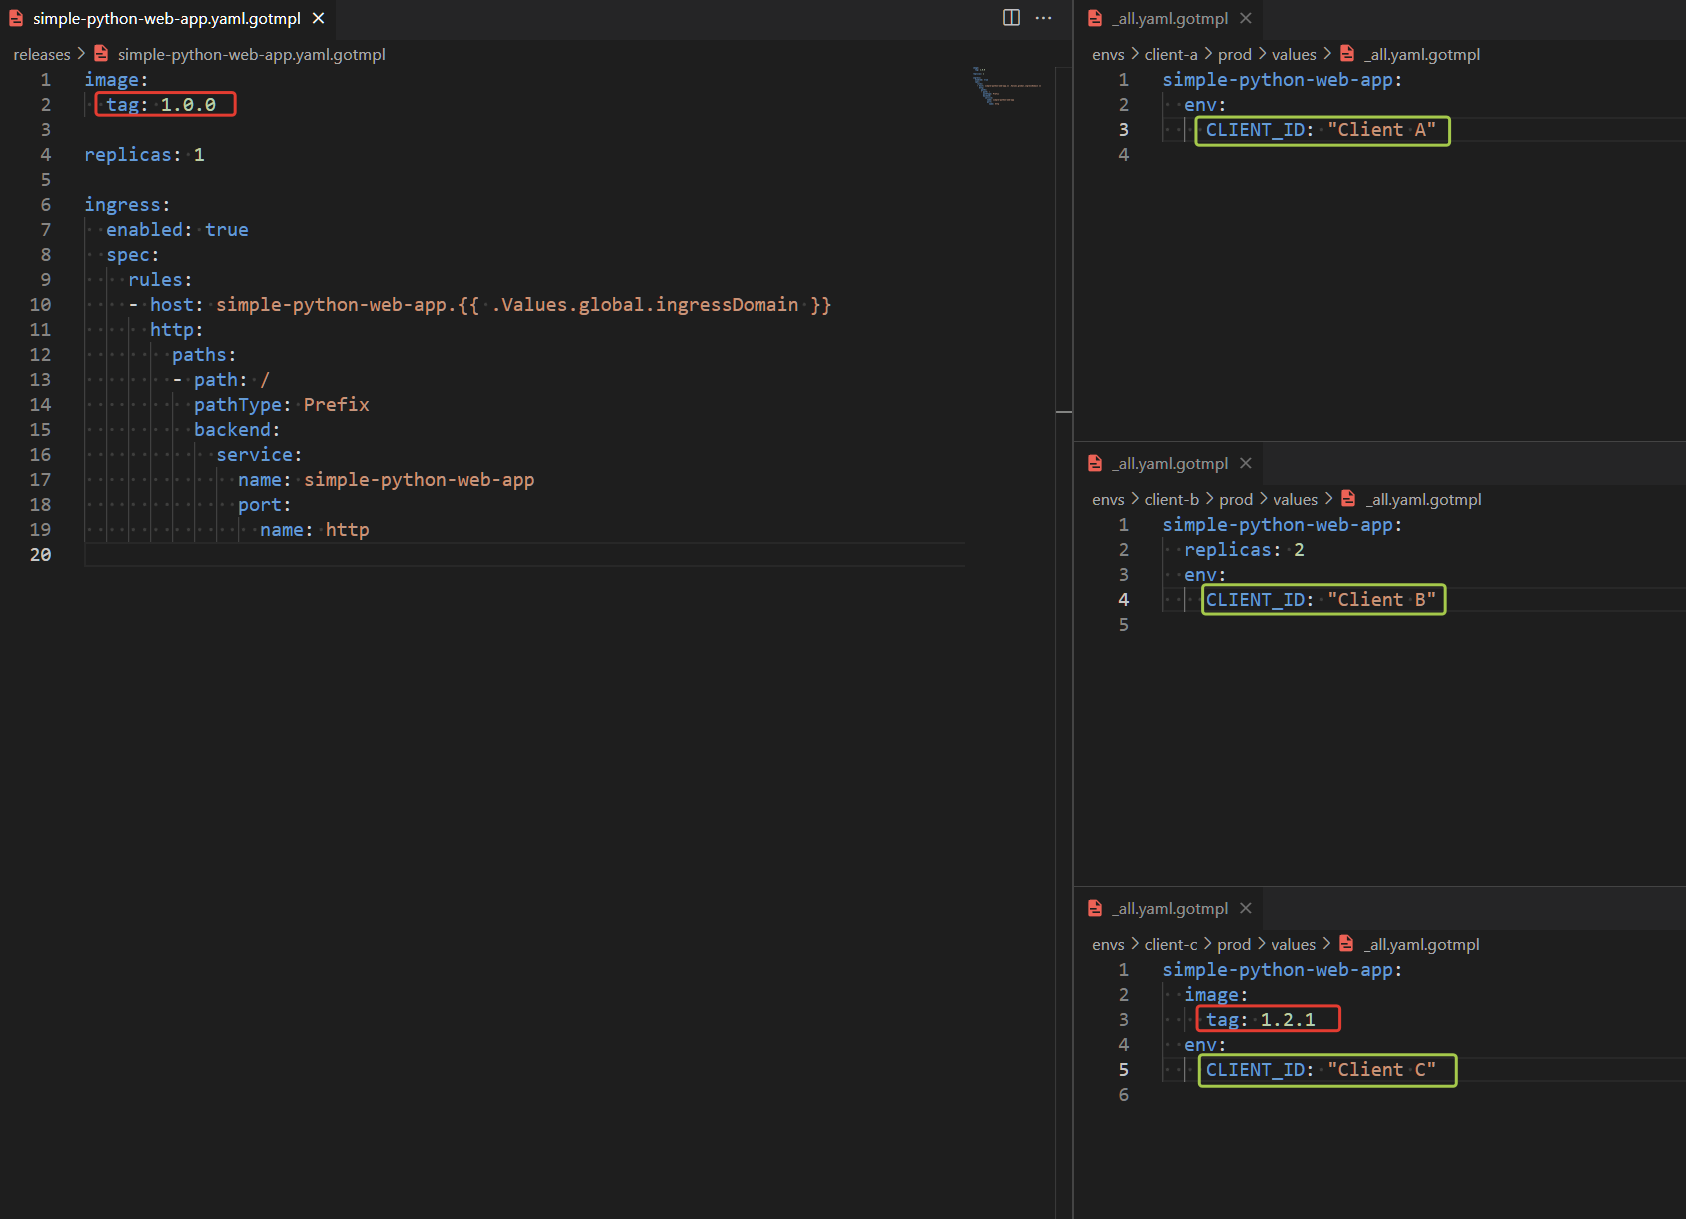 simple-python-web-app.yaml.gotmpl
releases > simple-python-web-app.yaml.gotmpl
1 image:
2   tag: 1.0.0
3
4 replicas: 1
5
6 ingress:
7   enabled: true
8   spec:
9     rules:
10     - host: simple-python-web-app.{{ .Values.global.ingressDomain }}
11       http:
12         paths:
13         - path: /
14           pathType: Prefix
15           backend:
16             service:
17               name: simple-python-web-app
18               port:
19                 name: http
20
_all.yaml.gotmpl
envs > client-a > prod > values > _all.yaml.gotmpl
1 simple-python-web-app:
2   env:
3     CLIENT_ID: "Client A"
4
_all.yaml.gotmpl
envs > client-b > prod > values > _all.yaml.gotmpl
1 simple-python-web-app:
2   replicas: 2
3   env:
4     CLIENT_ID: "Client B"
5
_all.yaml.gotmpl
envs > client-c > prod > values > _all.yaml.gotmpl
1 simple-python-web-app:
2   image:
3     tag: 1.2.1
4   env:
5     CLIENT_ID: "Client C"
6